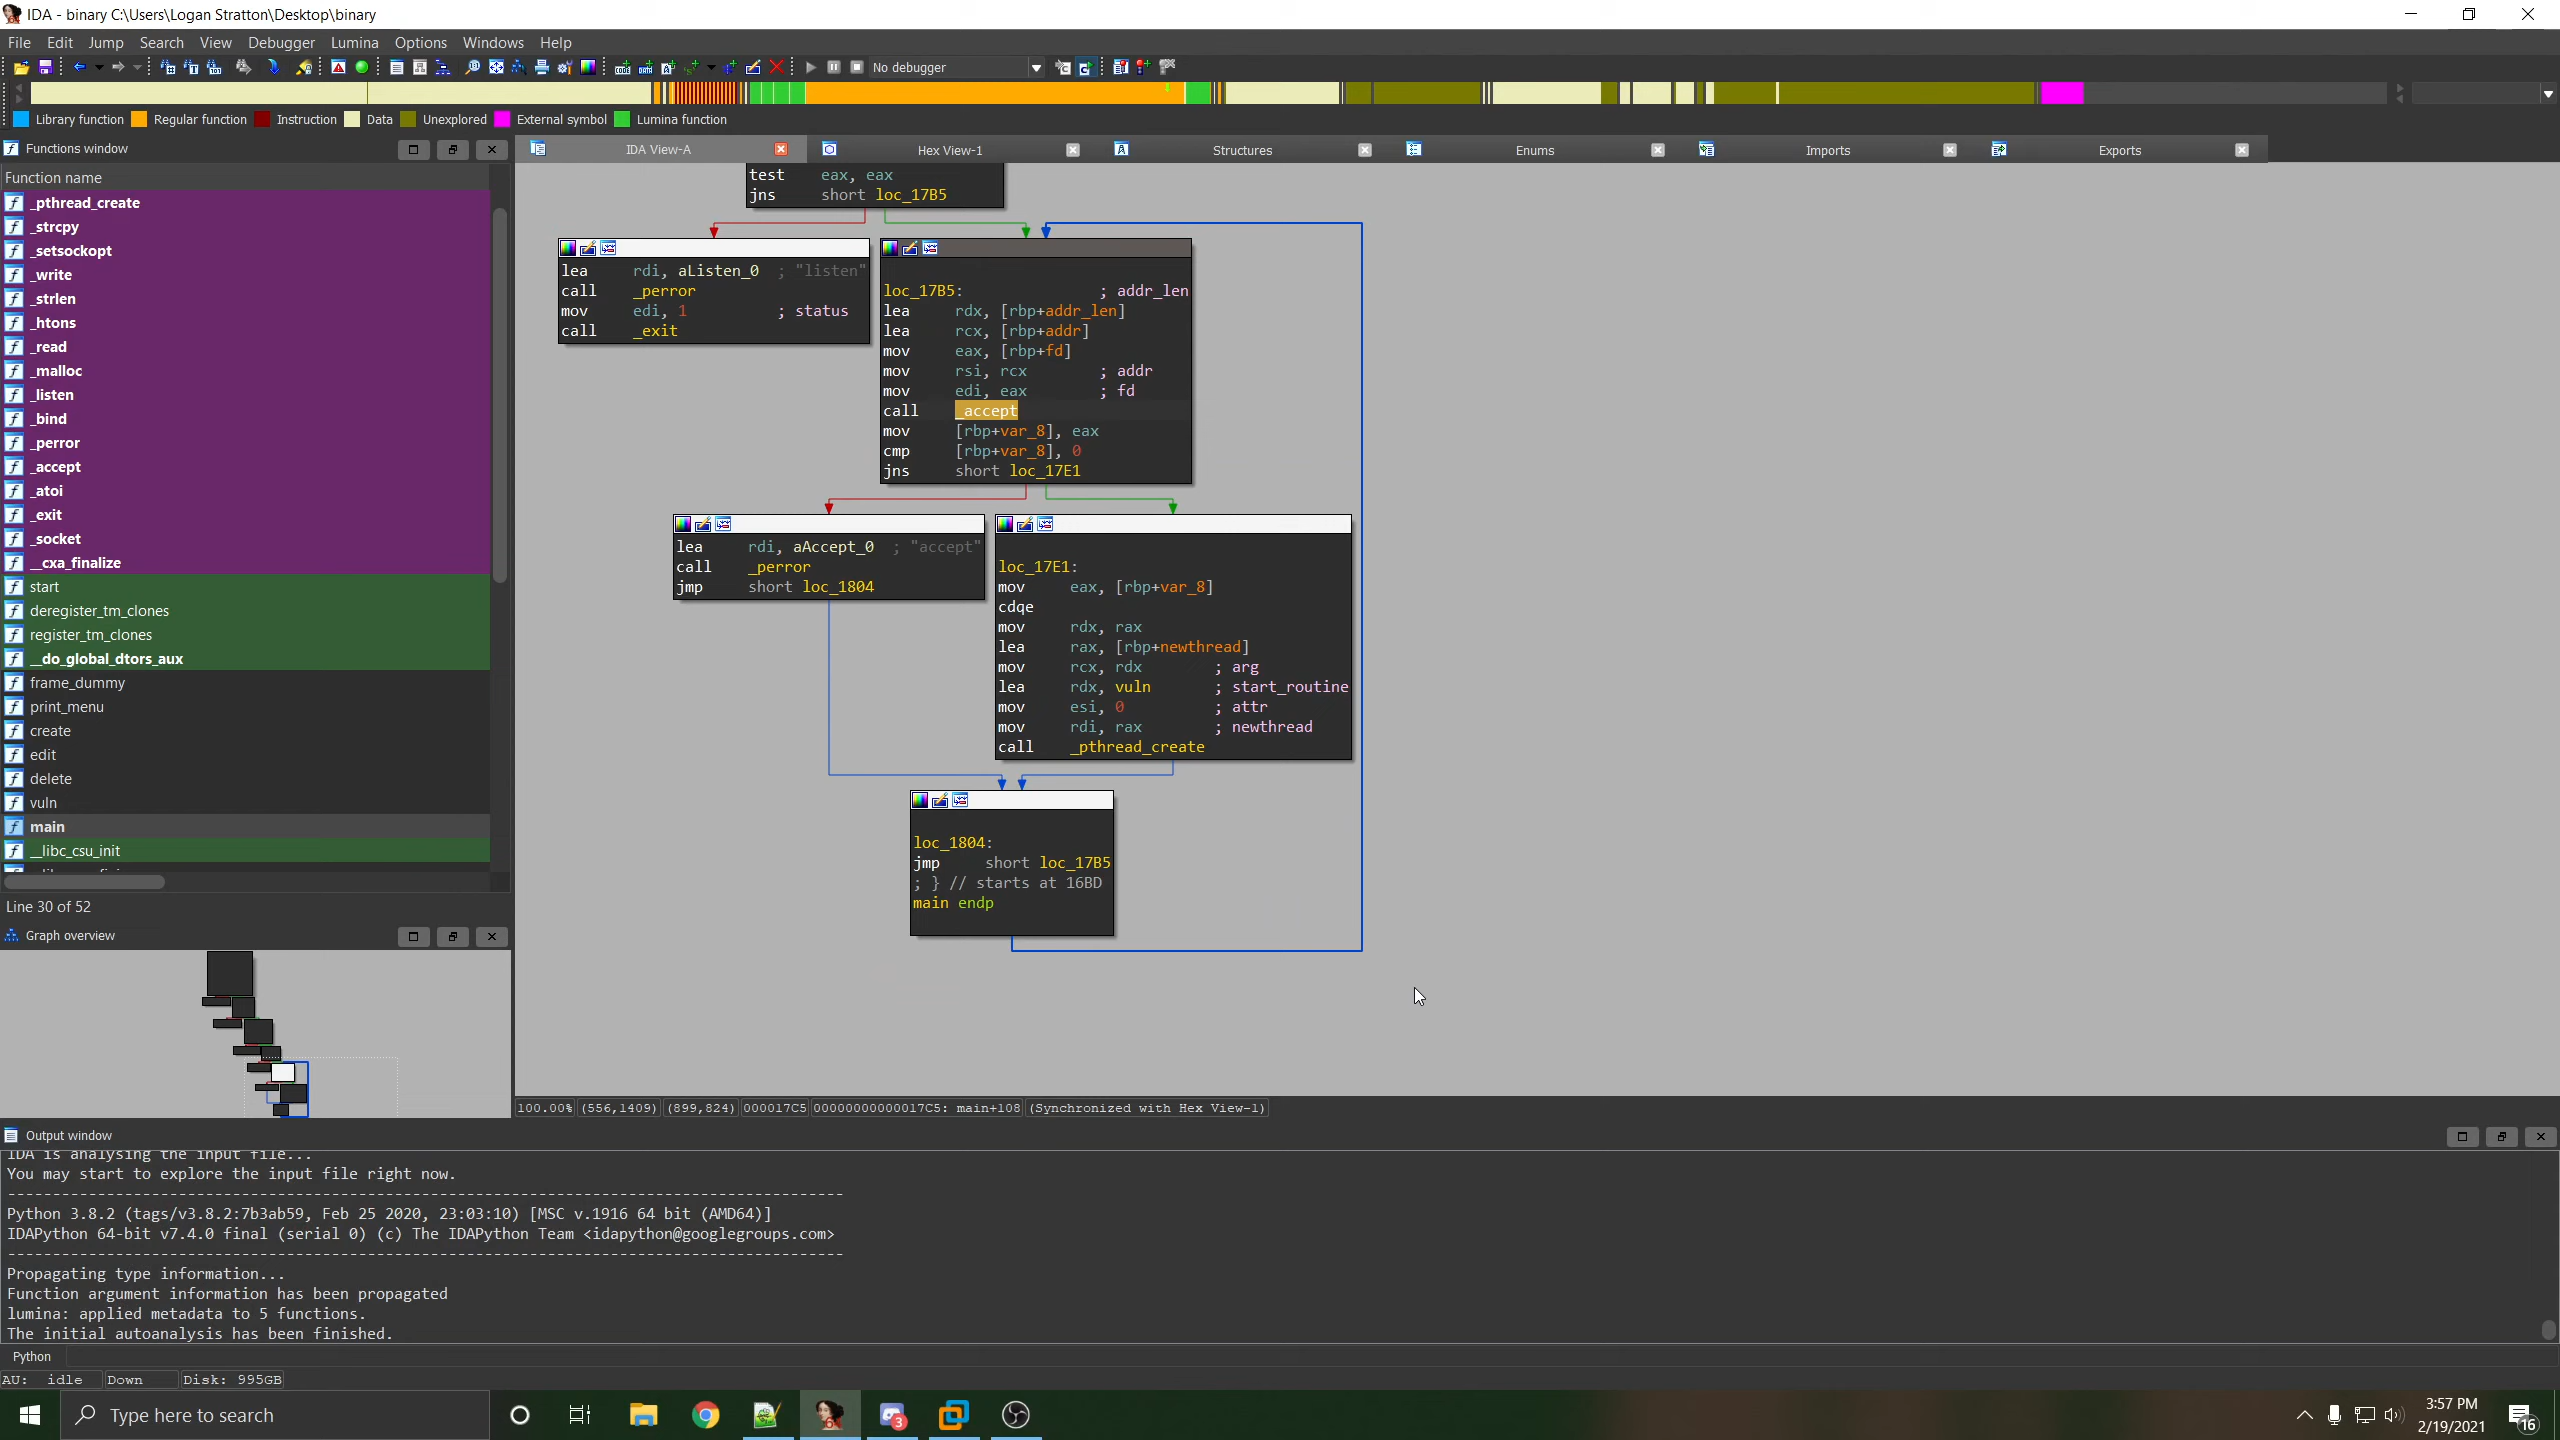 IDA - binary C:\Users\Logan Stratton\Desktop\binary
File Edit Jump Search View Debugger Lumina Options Windows Help
No debugger
Library function Regular function Instruction Data Unexplored External symbol Lumina function
Functions window
IDA View-A Hex View-1 Structures Enums Imports Exports
Function name
_pthread_create
_strcpy
_setsockopt
_write
_strlen
_htons
_read
_malloc
_listen
_bind
_perror
_accept
_atoi
_exit
_socket
__cxa_finalize
start
deregister_tm_clones
register_tm_clones
__do_global_dtors_aux
frame_dummy
print_menu
create
edit
delete
vuln
main
__libc_csu_init
Line 30 of 52
Graph overview
test eax, eax
jns short loc_17B5
lea rdi, aListen_0 ; "listen"
call _perror
mov edi, 1 ; status
call _exit
loc_17B5: ; addr_len
lea rdx, [rbp+addr_len]
lea rcx, [rbp+addr]
mov eax, [rbp+fd]
mov rsi, rcx ; addr
mov edi, eax ; fd
call _accept
mov [rbp+var_8], eax
cmp [rbp+var_8], 0
jns short loc_17E1
lea rdi, aAccept_0 ; "accept"
call _perror
jmp short loc_1804
loc_17E1:
mov eax, [rbp+var_8]
cdqe
mov rdx, rax
lea rax, [rbp+newthread]
mov rcx, rdx ; arg
lea rdx, vuln ; start_routine
mov esi, 0 ; attr
mov rdi, rax ; newthread
call _pthread_create
loc_1804:
jmp short loc_17B5
; } // starts at 16BD
main endp
100.00% (556,1409) (899,824) 000017C5 00000000000017C5: main+108 (Synchronized with Hex View-1)
Output window
IDA is analysing the input file...
You may start to explore the input file right now.
---------------------------------------------------------------------------------------------
Python 3.8.2 (tags/v3.8.2:7b3ab59, Feb 25 2020, 23:03:10) [MSC v.1916 64 bit (AMD64)]
IDAPython 64-bit v7.4.0 final (serial 0) (c) The IDAPython Team <idapython@googlegroups.com>
---------------------------------------------------------------------------------------------
Propagating type information...
Function argument information has been propagated
lumina: applied metadata to 5 functions.
The initial autoanalysis has been finished.
Python
AU: idle Down Disk: 995GB
Type here to search
64
3
3:57 PM
2/19/2021
16